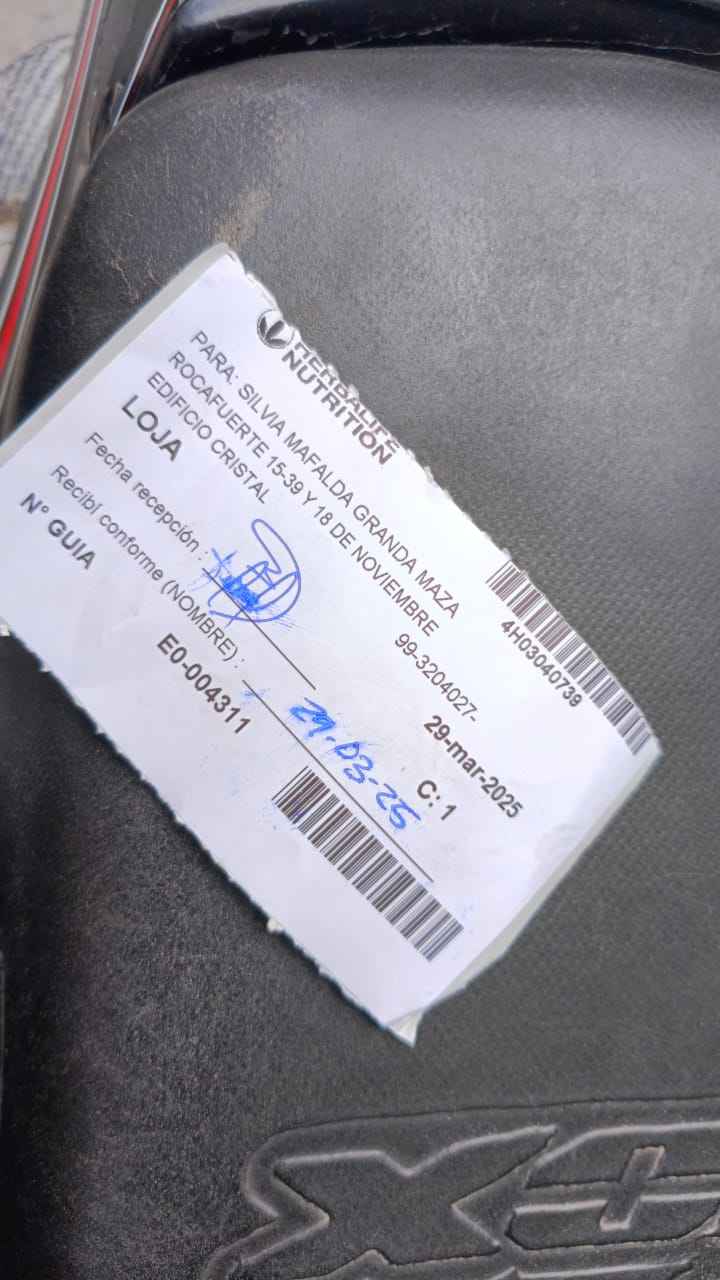 HERBALIFE
NUTRITION
4H03040739
PARA: SILVIA MAFALDA GRANDA MAZA
ROCAFUERTE 15-39 Y 18 DE NOVIEMBRE
EDIFICIO CRISTAL
99-3204027-
LOJA
29-mar-2025
Fecha recepción :
C: 1
Recibí conforme (NOMBRE) :
29-03-25
Nº GUIA
E0-004311